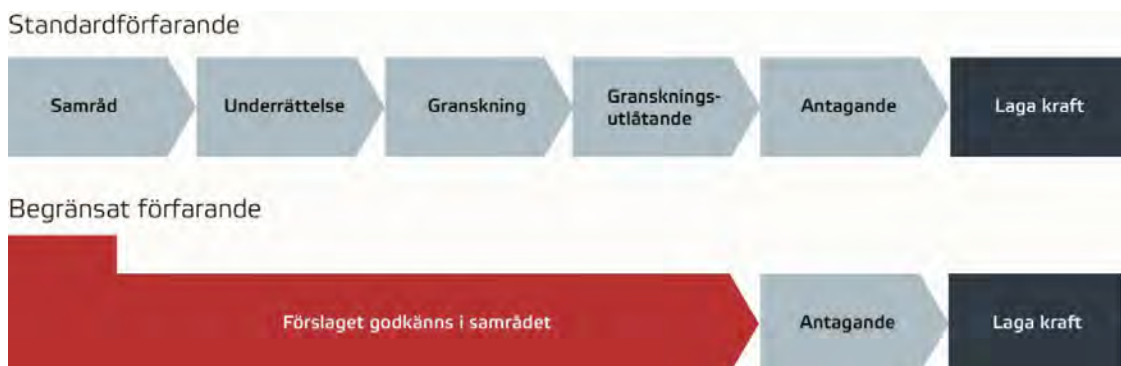 Standardförfarande
Samråd
Underrättelse
Granskning
Gransknings-
utlåtande
Antagande
Laga kraft
Begränsat förfarande
Förslaget godkänns i samrådet
Antagande
Laga kraft